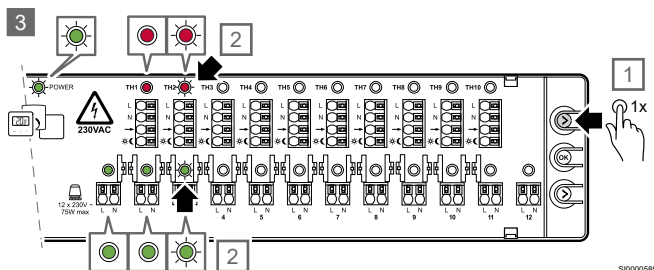 3
2
1
1x
POWER
TH1 TH2 TH3 TH4 TH5 TH6 TH7 TH8 TH9 TH10
230VAC
L L L L L L L L L L
N N N N N N N N N N
OK
12 x 230V ~
75W max
L N L N L N L N L N L N L N L N L N L N L N
4 5 6 7 8 9 10 11 12
2
SI0000589